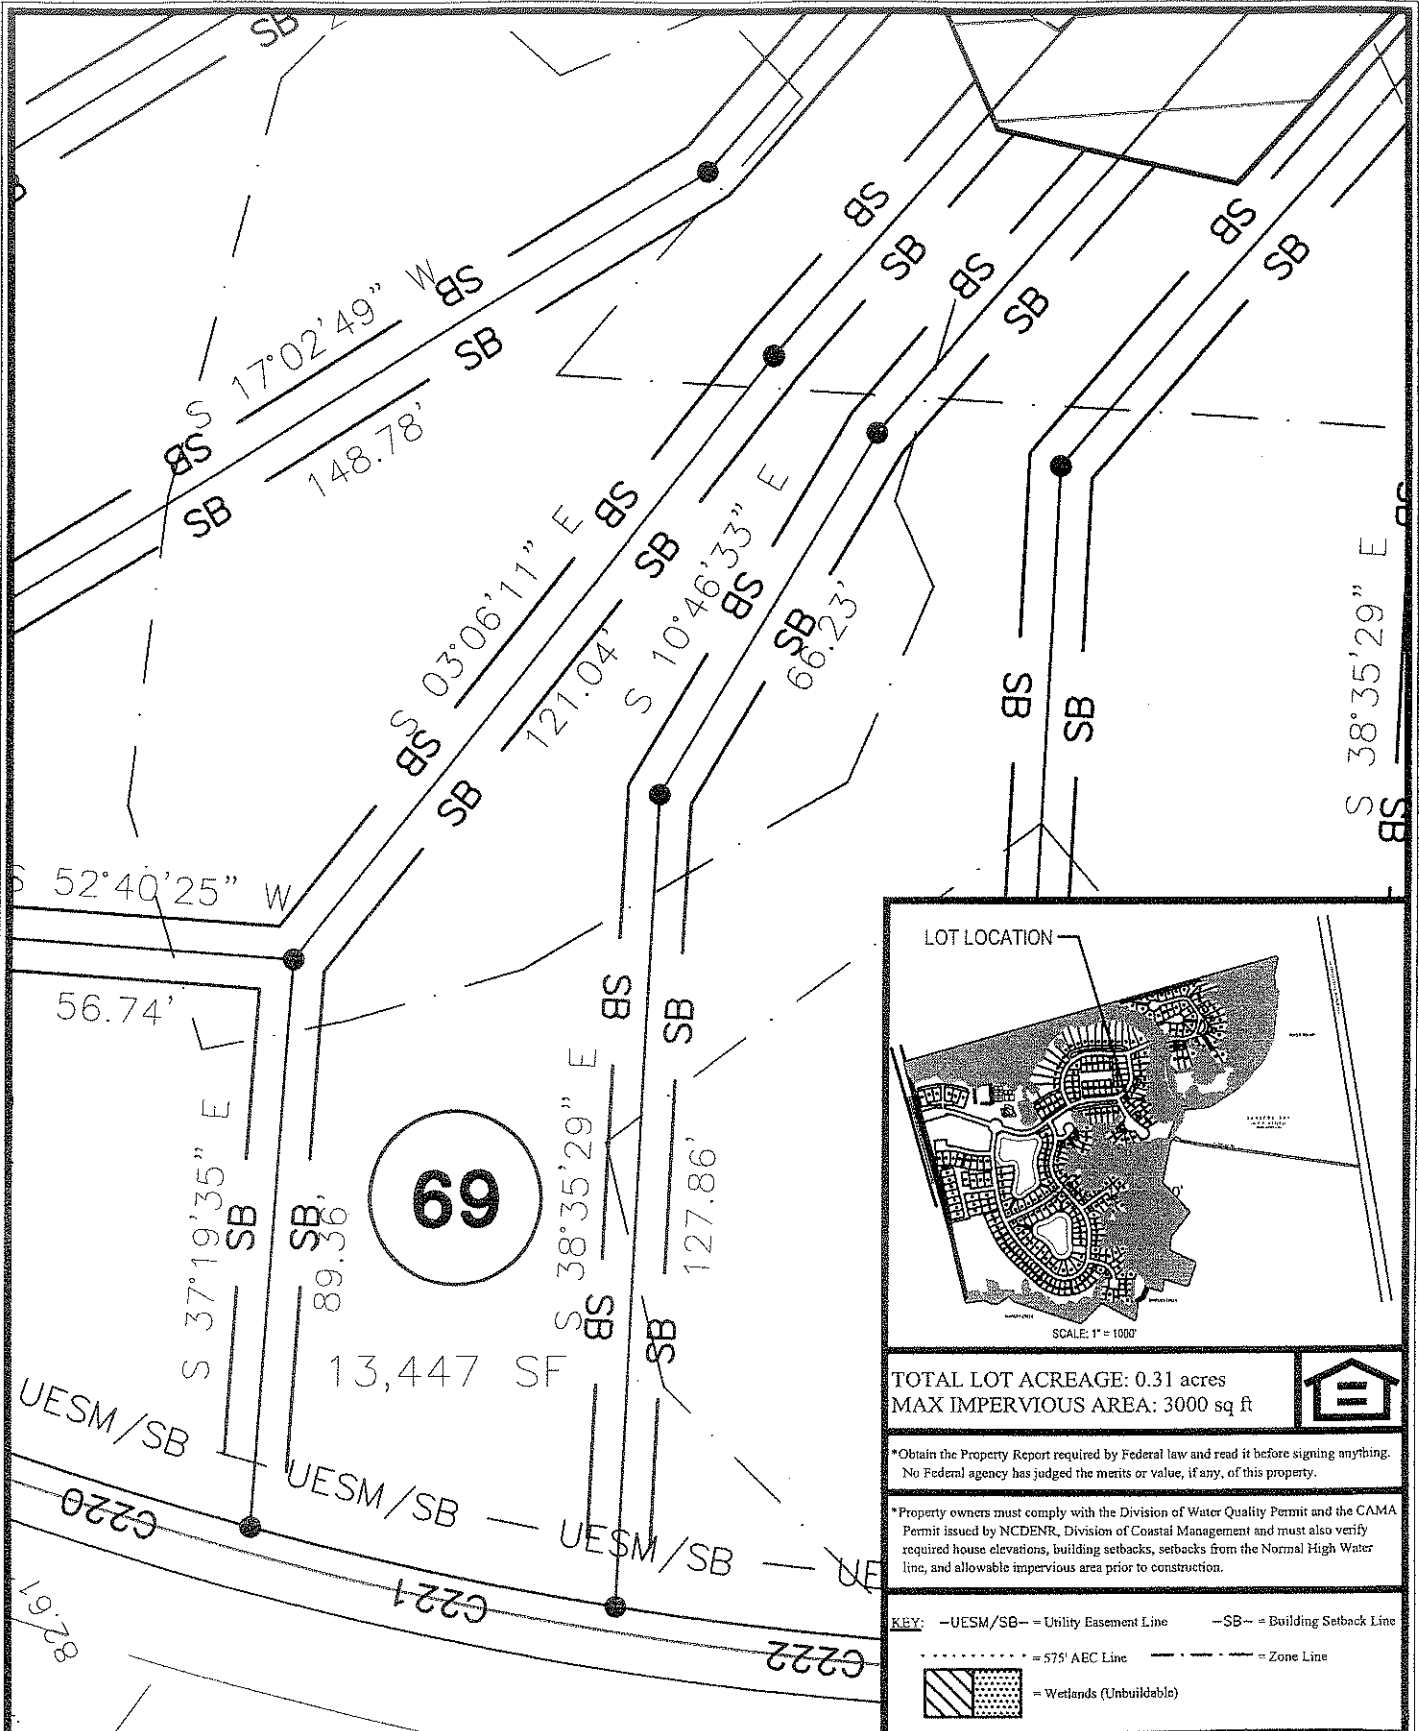 SB
SB
SB
SB
SB
SB
SB
SB
SB
S 17°02'49" W
SB
SB
148.78'
SB
SB
S 03°06'11" E
SB
SB
121.04'
SB
SB
S 10°46'33" E
SB
SB
66.23'
SB
SB
S 38°35'29" E
SB
S 52°40'25" W
56.74'
S 37°19'35" E
SB
SB
89.36'
69
13,447 SF
SB
SB
S 38°35'29" E
127.86'
SB
SB
UESM/SB
UESM/SB
UESM/SB
UE
C220
C221
C222
82.61
LOT LOCATION
SCALE: 1" = 1000'
TOTAL LOT ACREAGE: 0.31 acres
MAX IMPERVIOUS AREA: 3000 sq ft
*Obtain the Property Report required by Federal law and read it before signing anything.
No Federal agency has judged the merits or value, if any, of this property.
*Property owners must comply with the Division of Water Quality Permit and the CAMA
Permit issued by NCDENR, Division of Coastal Management and must also verify
required house elevations, building setbacks, setbacks from the Normal High Water
line, and allowable impervious area prior to construction.
KEY: -UESM/SB- = Utility Easement Line -SB- = Building Setback Line
= 575' AEC Line = Zone Line
= Wetlands (Unbuildable)